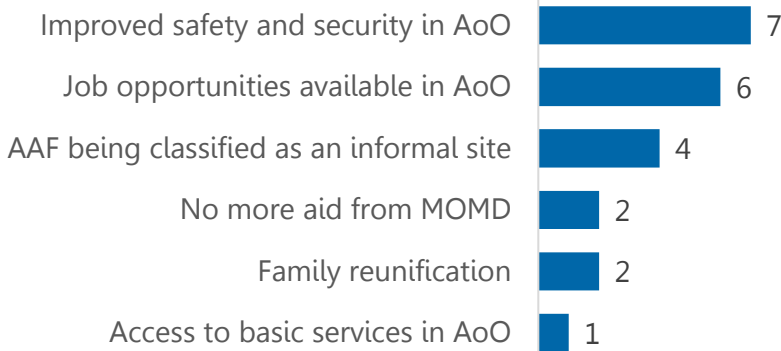 Improved safety and security in AoO 7
Job opportunities available in AoO 6
AAF being classified as an informal site 4
No more aid from MOMD 2
Family reunification 2
Access to basic services in AoO 1